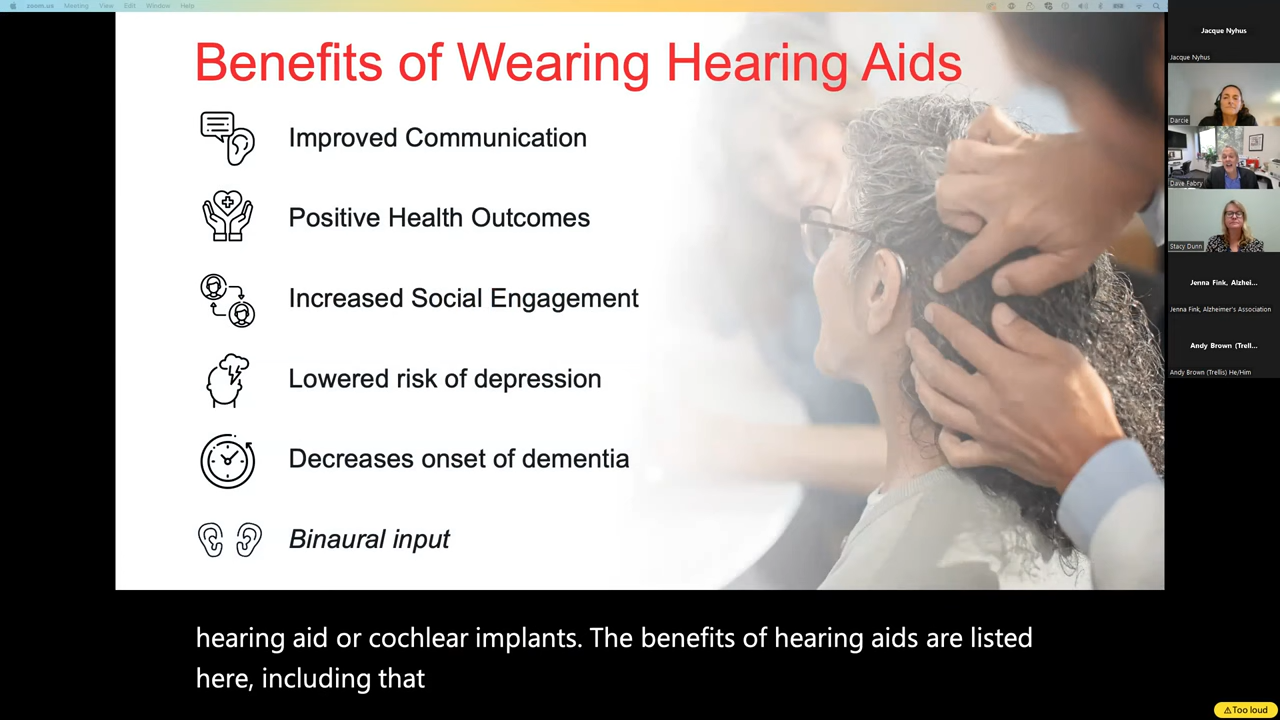 zoom.us Meeting View Edit Window Help
Benefits of Wearing Hearing Aids
Improved Communication
Positive Health Outcomes
Increased Social Engagement
Lowered risk of depression
Decreases onset of dementia
Binaural input
hearing aid or cochlear implants. The benefits of hearing aids are listed
here, including that
Jacque Nyhus
Jacque Nyhus
Darcie
Dave Fabry
Stacy Dunn
Jenna Fink, Alzhei...
Jenna Fink, Alzheimer's Association
Andy Brown (Trell...
Andy Brown (Trellis) He/Him
Too loud